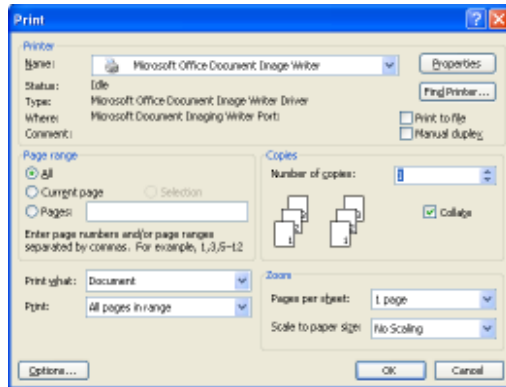 Print
Printer
Name: Microsoft Office Document Image Writer
Properties
Status: Idle
Find Printer...
Type: Microsoft Office Document Image Writer Driver
Where: Microsoft Document Imaging Writer Port:
Print to file
Comment:
Manual duplex
Page range
All
Current page
Selection
Pages:
Enter page numbers and/or page ranges
separated by commas. For example, 1,3,5-12
Copies
Number of copies: 1
Collate
Print what: Document
Print: All pages in range
Zoom
Pages per sheet: 1 page
Scale to paper size: No Scaling
Options...
OK
Cancel